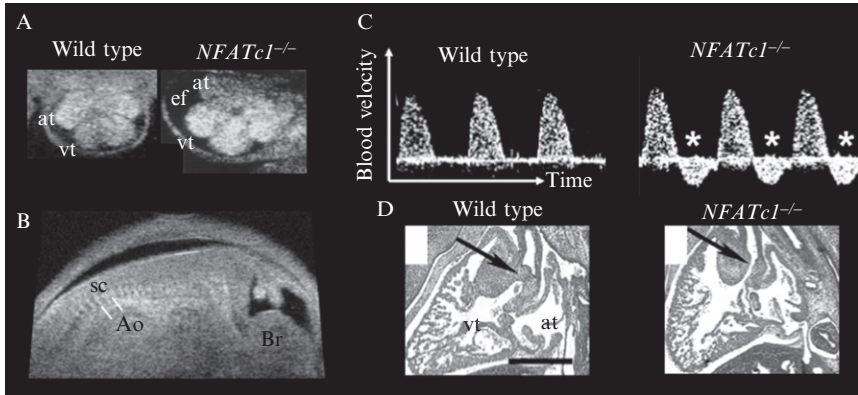 A
Wild type
NFATc1–/–
at
vt
at
ef
vt
B
sc
Ao
Br
C
Wild type
NFATc1–/–
Blood velocity
Time
*
*
*
D
Wild type
NFATc1–/–
vt
at